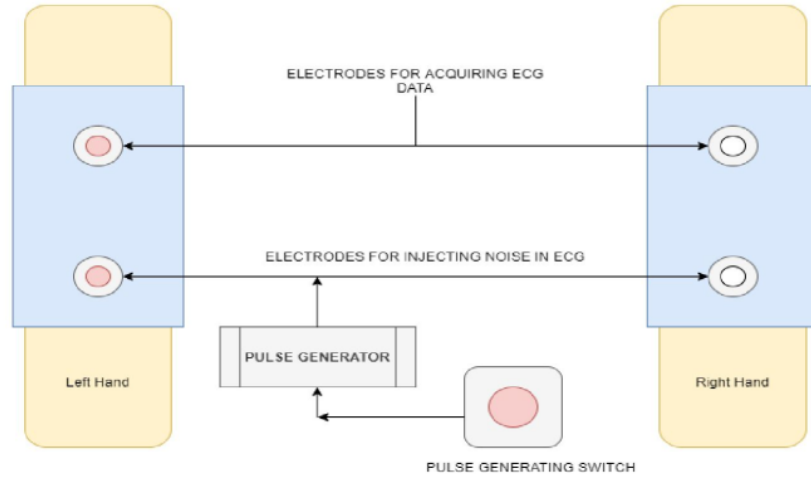 ELECTRODES FOR ACQUIRING ECG
DATA
ELECTRODES FOR INJECTING NOISE IN ECG
PULSE GENERATOR
Left Hand
Right Hand
PULSE GENERATING SWITCH